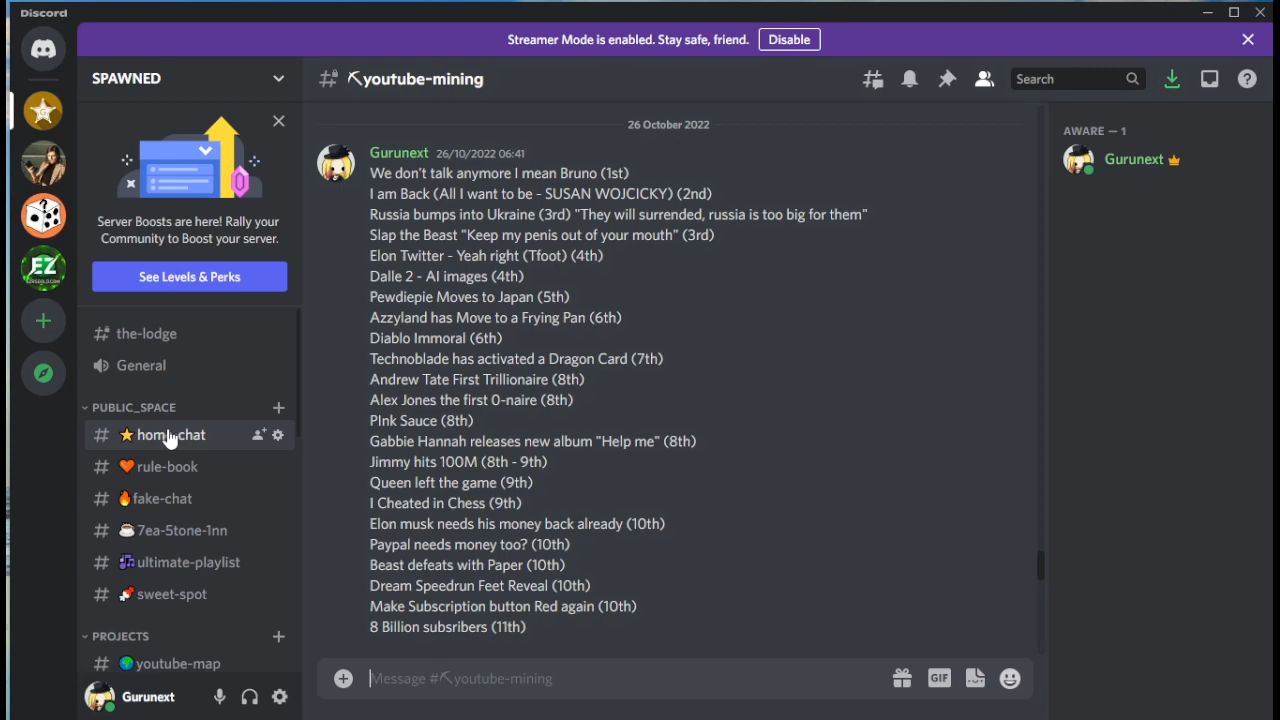 Discord
Streamer Mode is enabled. Stay safe, friend. Disable
SPAWNED
⛏youtube-mining
Search
Server Boosts are here! Rally your
Community to Boost your server.
See Levels & Perks
the-lodge
General
PUBLIC_SPACE
rule-book
fake-chat
7ea-5tone-1nn
ultimate-playlist
sweet-spot
PROJECTS
youtube-map
Gurunext
26 October 2022
Gurunext 26/10/2022 06:41
We don't talk anymore I mean Bruno (1st)
I am Back (All I want to be - SUSAN WOJCICKY) (2nd)
Russia bumps into Ukraine (3rd) "They will surrended, russia is too big for them"
Slap the Beast "Keep my penis out of your mouth" (3rd)
Elon Twitter - Yeah right (Tfoot) (4th)
Dalle 2 - AI images (4th)
Pewdiepie Moves to Japan (5th)
Azzyland has Move to a Frying Pan (6th)
Diablo Immoral (6th)
Technoblade has activated a Dragon Card (7th)
Andrew Tate First Trillionaire (8th)
Alex Jones the first 0-naire (8th)
PInk Sauce (8th)
Gabbie Hannah releases new album "Help me" (8th)
Jimmy hits 100M (8th - 9th)
Queen left the game (9th)
I Cheated in Chess (9th)
Elon musk needs his money back already (10th)
Paypal needs money too? (10th)
Beast defeats with Paper (10th)
Dream Speedrun Feet Reveal (10th)
Make Subscription button Red again (10th)
8 Billion subsribers (11th)
Message #⛏youtube-mining
GIF
AWARE — 1
Gurunext
EZ